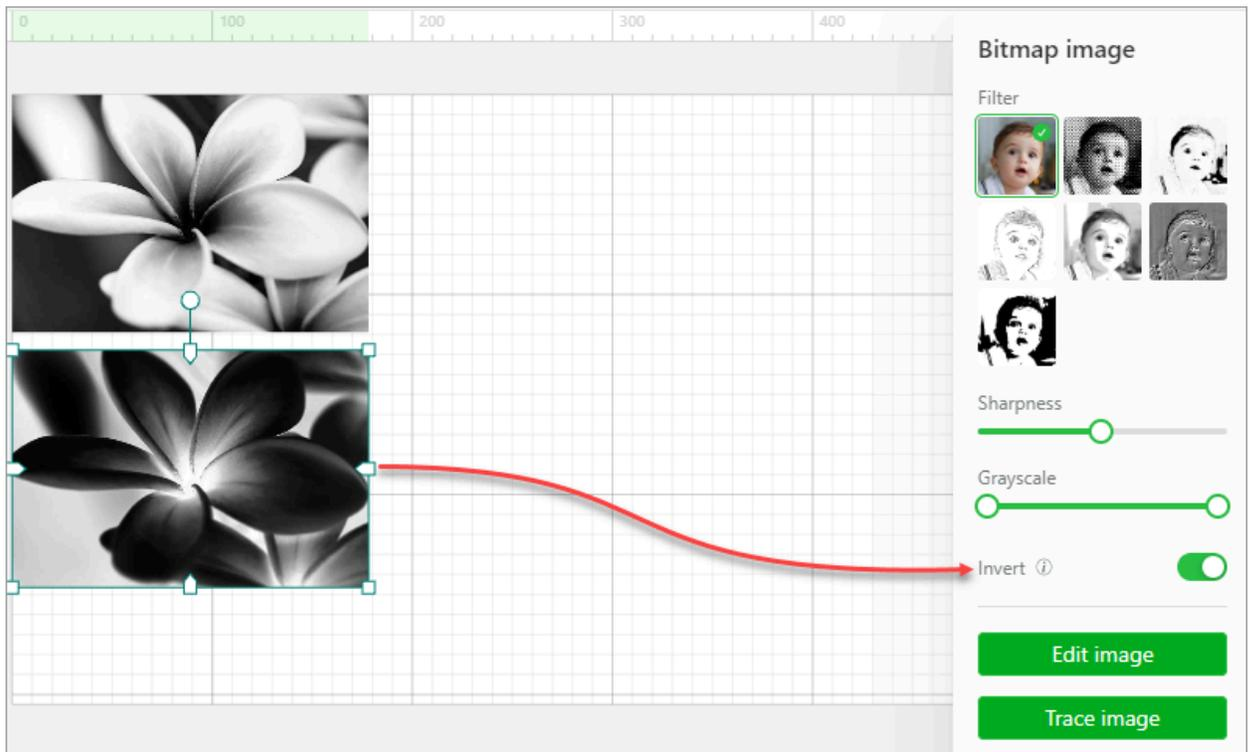 0 100 200 300 400
Bitmap image
Filter
Sharpness
Grayscale
Invert ⓘ
Edit image
Trace image